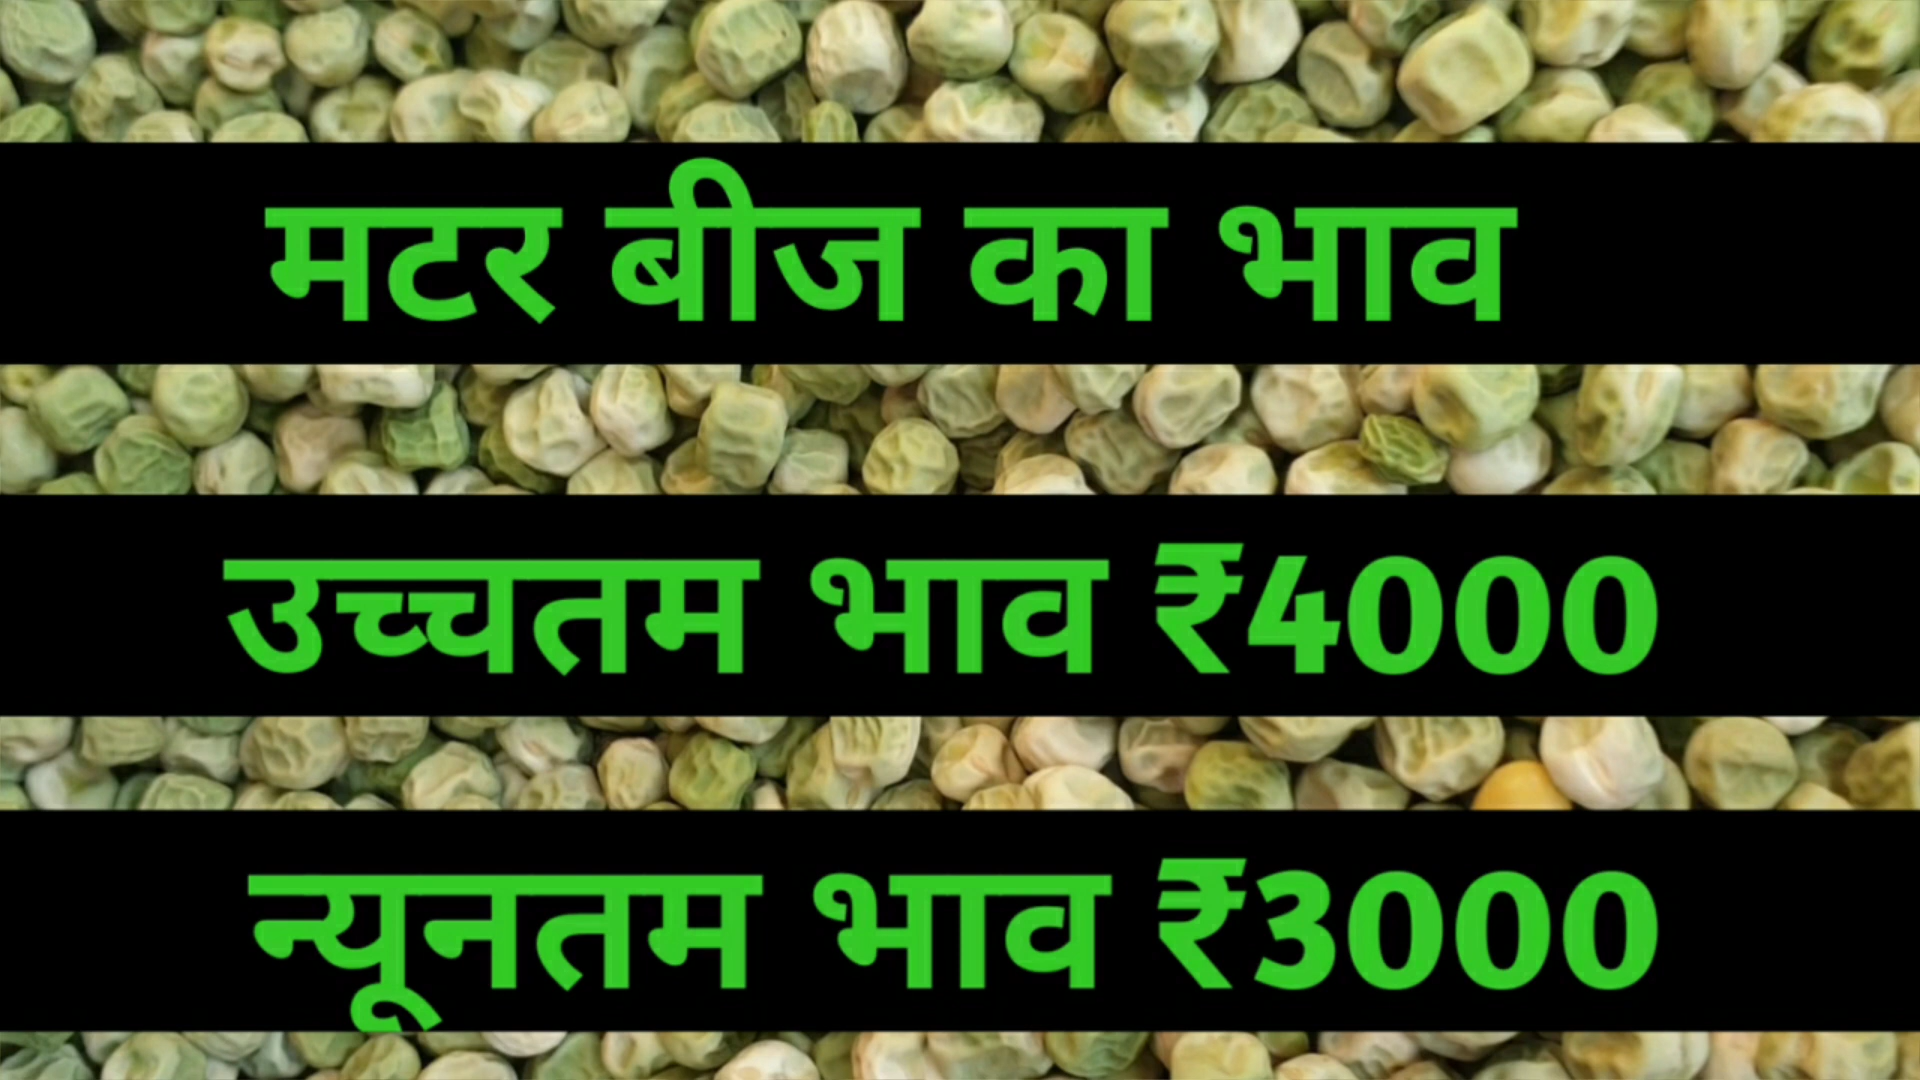 मटर बीज का भाव
उच्चतम भाव ₹4000
न्यूनतम भाव ₹3000